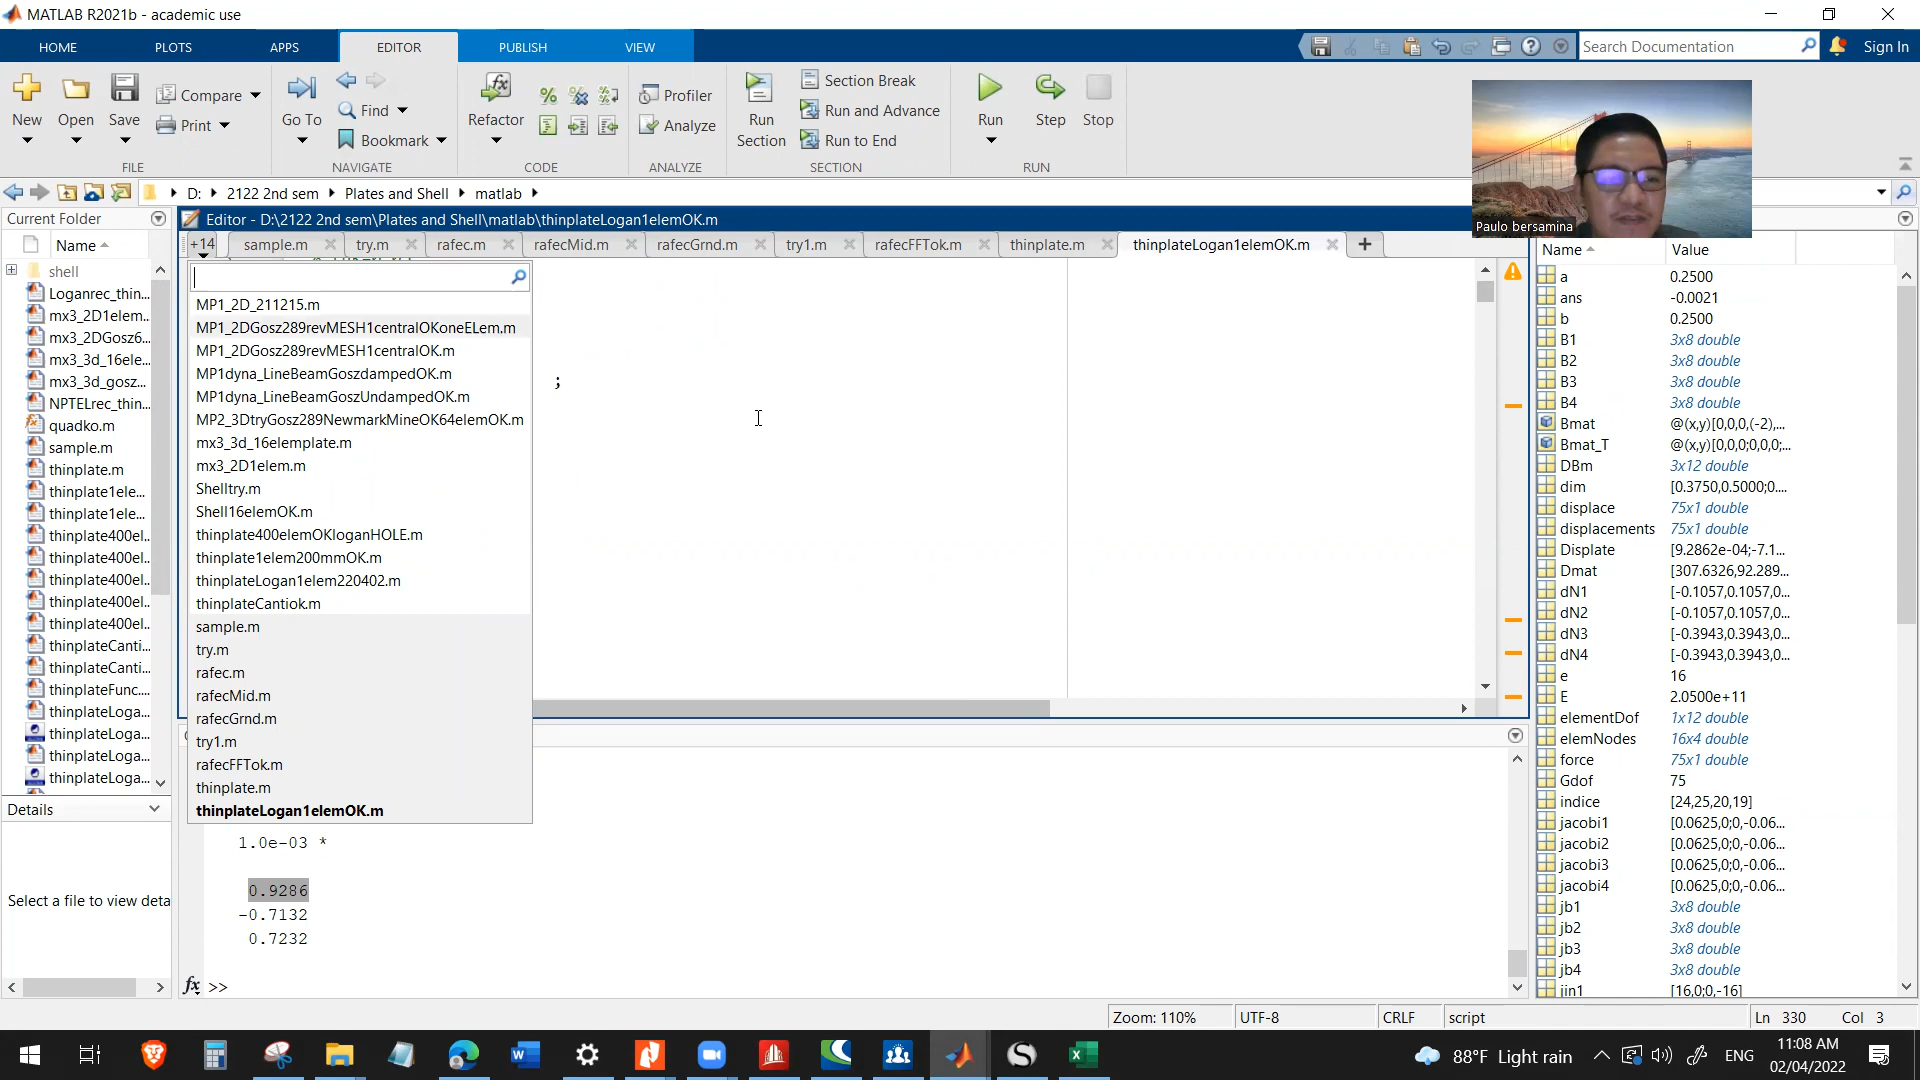 MATLAB R2021b - academic use
HOME PLOTS APPS EDITOR PUBLISH VIEW
Search Documentation
Sign In
New Open Save
Compare
Print
FILE
Go To
Find
Bookmark
NAVIGATE
Refactor
CODE
Profiler
Analyze
ANALYZE
Run Section
Section Break
Run and Advance
Run to End
SECTION
Run Step Stop
RUN
Paulo bersamina
D: 2122 2nd sem Plates and Shell matlab
Current Folder
Name
shell
Loganrec_thin...
mx3_2D1elem...
mx3_2DGosz6...
mx3_3d_16ele...
mx3_3d_gosz...
NPTELrec_thin...
quadko.m
sample.m
thinplate.m
thinplate1ele...
thinplate1ele...
thinplate400el...
thinplate400el...
thinplate400el...
thinplate400el...
thinplate400el...
thinplateCanti...
thinplateCanti...
thinplateFunc...
thinplateLoga...
thinplateLoga...
thinplateLoga...
thinplateLoga...
Details
Select a file to view deta
Editor - D:\2122 2nd sem\Plates and Shell\matlab\thinplateLogan1elemOK.m
+14 sample.m try.m rafec.m rafecMid.m rafecGrnd.m try1.m rafecFFTok.m thinplate.m thinplateLogan1elemOK.m
MP1_2D_211215.m
MP1_2DGosz289revMESH1centralOKoneELem.m
MP1_2DGosz289revMESH1centralOK.m
MP1dyna_LineBeamGoszdampedOK.m
MP1dyna_LineBeamGoszUndampedOK.m
MP2_3DtryGosz289NewmarkMineOK64elemOK.m
mx3_3d_16elemplate.m
mx3_2D1elem.m
Shelltry.m
Shell16elemOK.m
thinplate400elemOKloganHOLE.m
thinplate1elem200mmOK.m
thinplateLogan1elem220402.m
thinplateCantiok.m
sample.m
try.m
rafec.m
rafecMid.m
rafecGrnd.m
try1.m
rafecFFTok.m
thinplate.m
thinplateLogan1elemOK.m
;
1.0e-03 *
0.9286
-0.7132
0.7232
fx >>
Name Value
a 0.2500
ans -0.0021
b 0.2500
B1 3x8 double
B2 3x8 double
B3 3x8 double
B4 3x8 double
Bmat @(x,y)[0,0,0,(-2),...
Bmat_T @(x,y)[0,0,0;0,0,0;...
DBm 3x12 double
dim [0.3750,0.5000;0....
displace 75x1 double
displacements 75x1 double
Displate [9.2862e-04;-7.1...
Dmat [307.6326,92.289...
dN1 [-0.1057,0.1057,0...
dN2 [-0.1057,0.1057,0...
dN3 [-0.3943,0.3943,0...
dN4 [-0.3943,0.3943,0...
e 16
E 2.0500e+11
elementDof 1x12 double
elemNodes 16x4 double
force 75x1 double
Gdof 75
indice [24,25,20,19]
jacobi1 [0.0625,0;0,-0.06...
jacobi2 [0.0625,0;0,-0.06...
jacobi3 [0.0625,0;0,-0.06...
jacobi4 [0.0625,0;0,-0.06...
jb1 3x8 double
jb2 3x8 double
jb3 3x8 double
jb4 3x8 double
jin1 [16,0;0,-16]
Zoom: 110% UTF-8 CRLF script Ln 330 Col 3
88°F Light rain
ENG
11:08 AM
02/04/2022